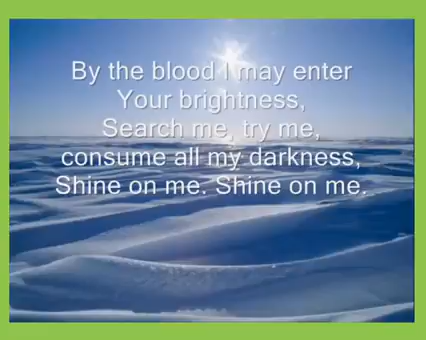 By the blood I may enter
Your brightness,
Search me, try me,
consume all my darkness,
Shine on me. Shine on me.